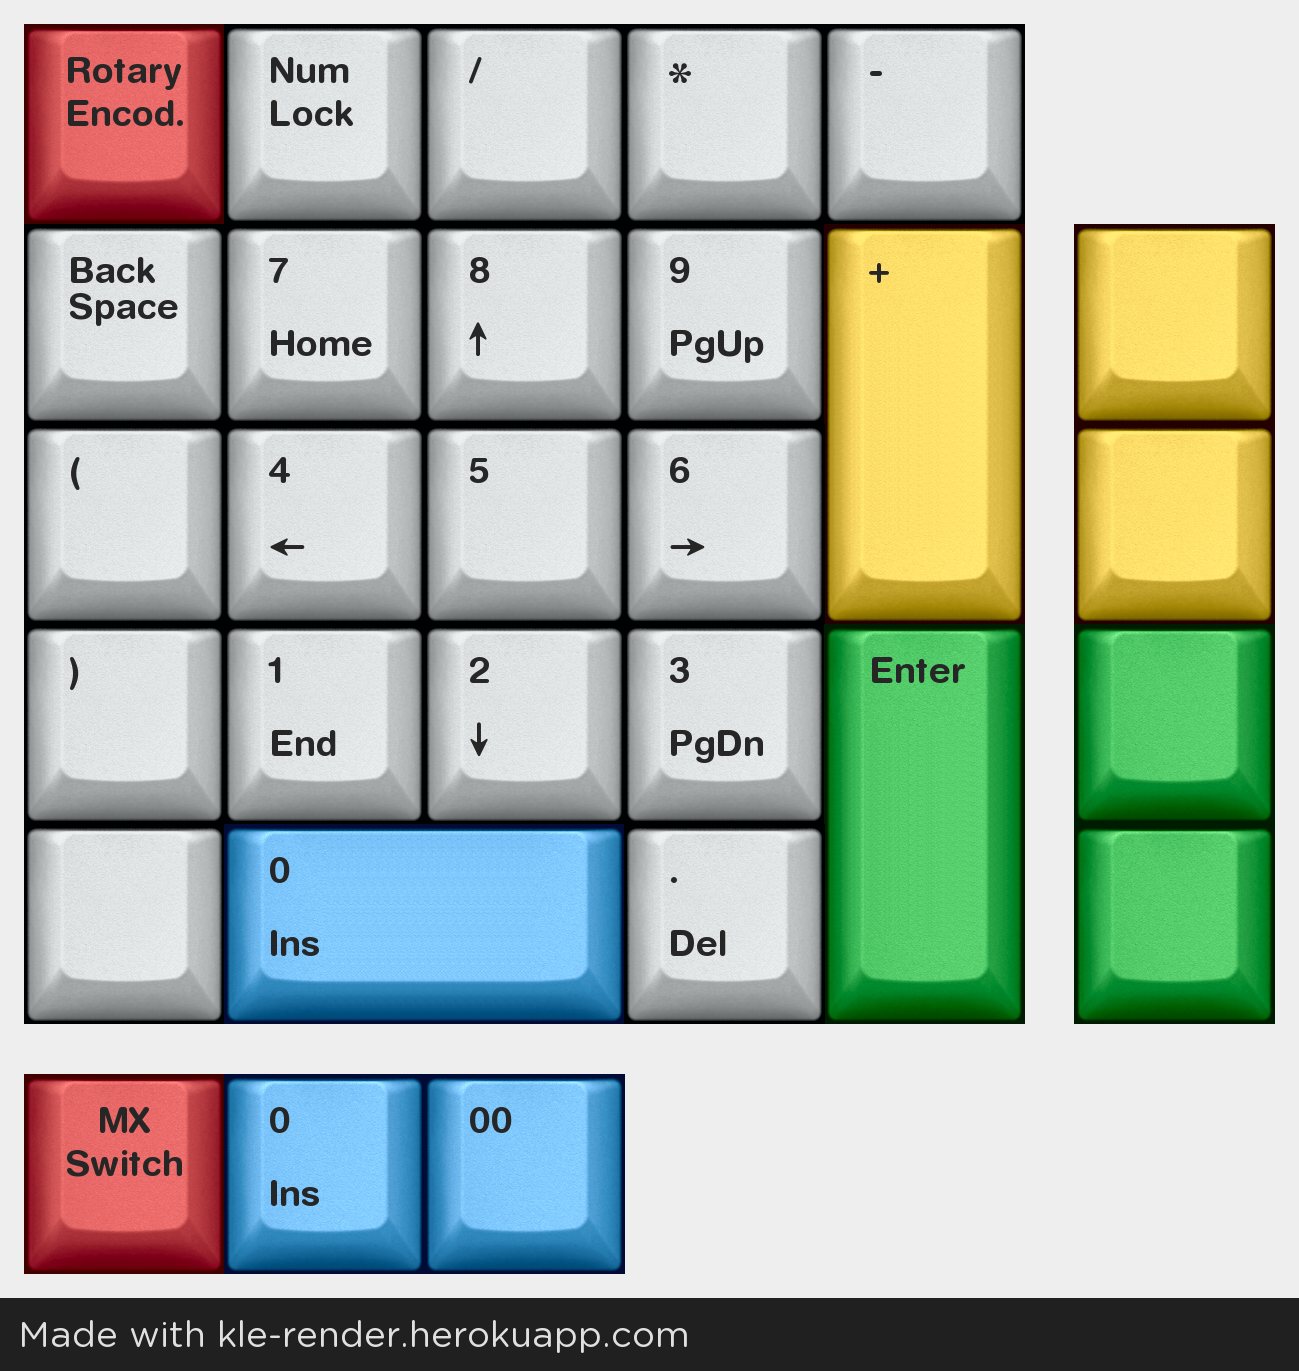 Rotary
Encod.
Num
Lock
/
*
-
Back
Space
7
Home
8
↑
9
PgUp
+
(
4
←
5
6
→
)
1
End
2
↓
3
PgDn
Enter
0
Ins
.
Del
MX
Switch
0
Ins
00
Made with kle-render.herokuapp.com